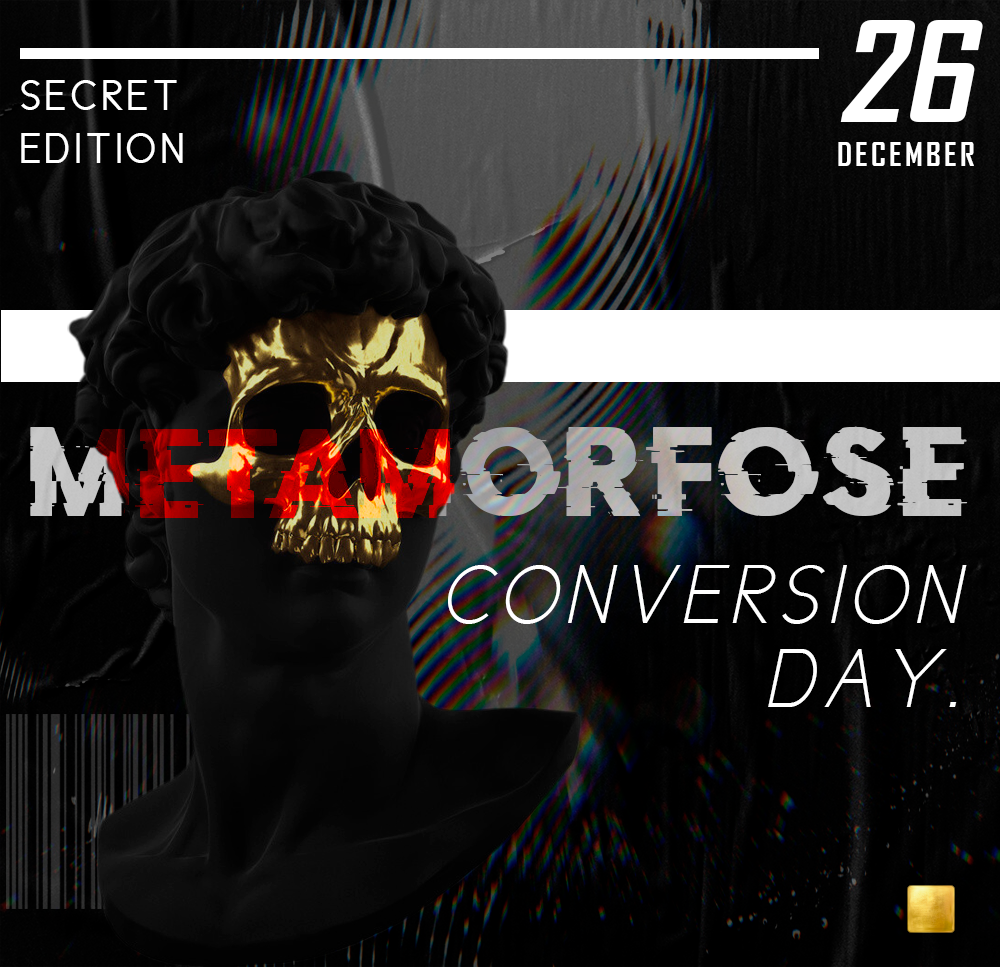 SECRET
EDITION
26
DECEMBER
METAMORFOSE
CONVERSION
DAY.